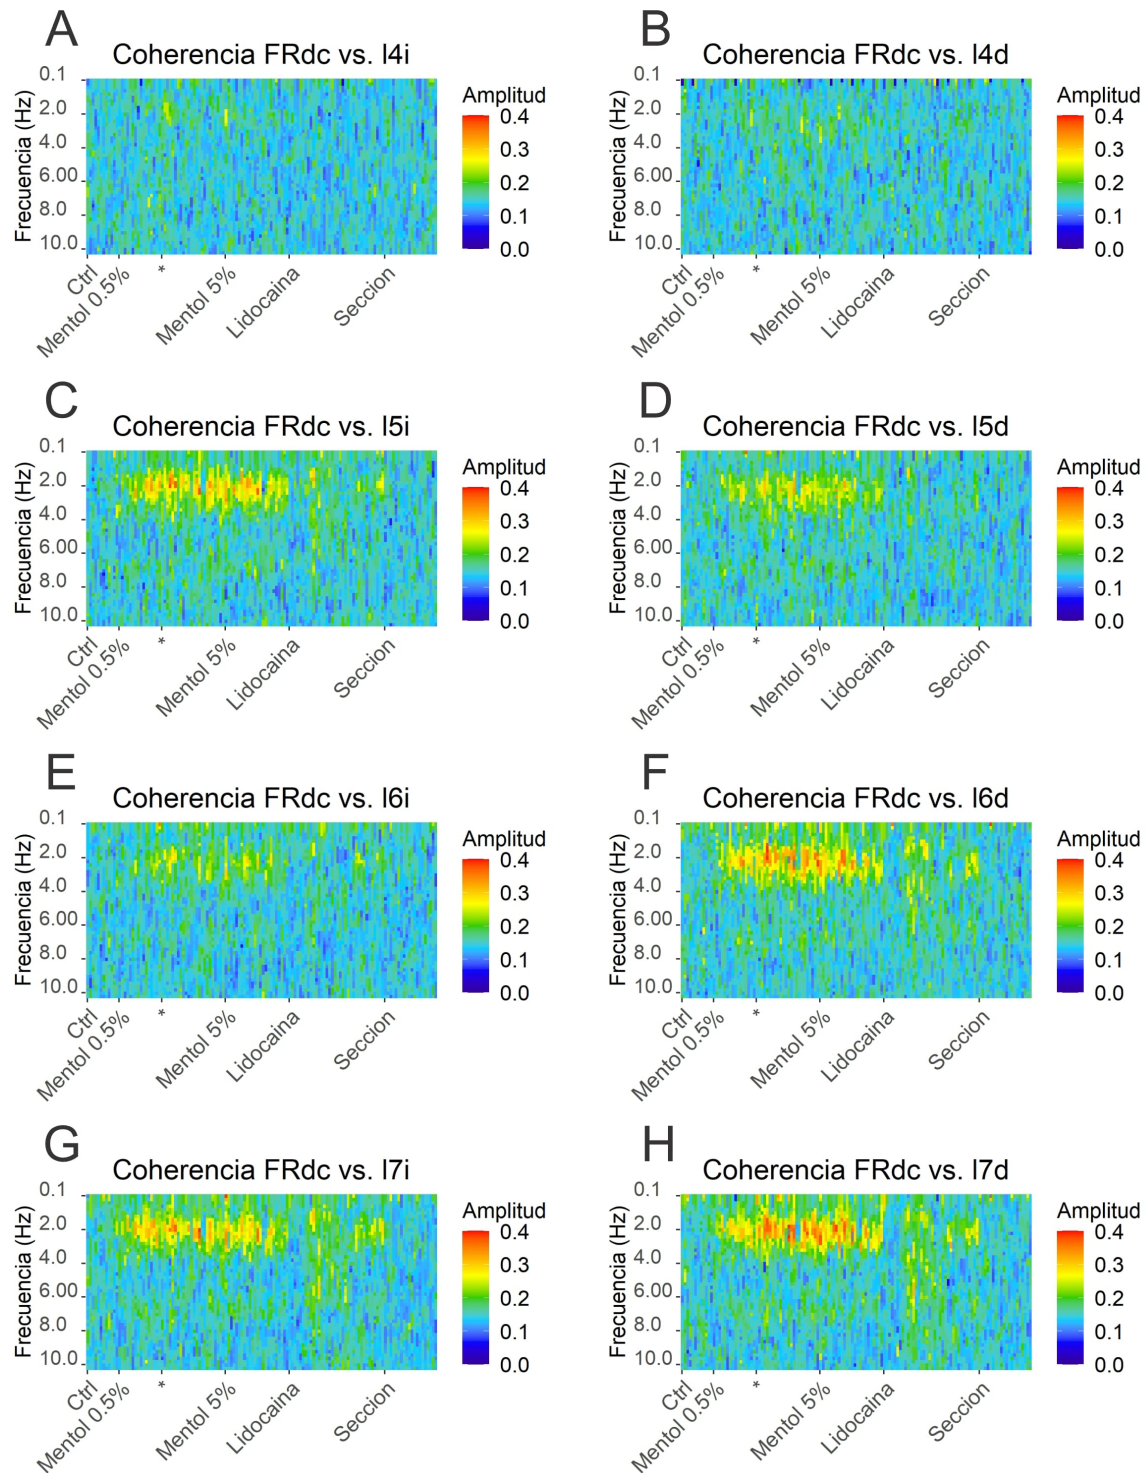 A
Coherencia FRdc vs. l4i
Frecuencia (Hz)
0.1
2.0
4.0
6.00
8.0
10.0
Ctrl
Mentol 0.5%
*
Mentol 5%
Lidocaina
Seccion
Amplitud
0.4
0.3
0.2
0.1
0.0
B
Coherencia FRdc vs. l4d
Frecuencia (Hz)
0.1
2.0
4.0
6.00
8.0
10.0
Ctrl
Mentol 0.5%
*
Mentol 5%
Lidocaina
Seccion
Amplitud
0.4
0.3
0.2
0.1
0.0
C
Coherencia FRdc vs. l5i
Frecuencia (Hz)
0.1
2.0
4.0
6.00
8.0
10.0
Ctrl
Mentol 0.5%
*
Mentol 5%
Lidocaina
Seccion
Amplitud
0.4
0.3
0.2
0.1
0.0
D
Coherencia FRdc vs. l5d
Frecuencia (Hz)
0.1
2.0
4.0
6.00
8.0
10.0
Ctrl
Mentol 0.5%
*
Mentol 5%
Lidocaina
Seccion
Amplitud
0.4
0.3
0.2
0.1
0.0
E
Coherencia FRdc vs. l6i
Frecuencia (Hz)
0.1
2.0
4.0
6.00
8.0
10.0
Ctrl
Mentol 0.5%
*
Mentol 5%
Lidocaina
Seccion
Amplitud
0.4
0.3
0.2
0.1
0.0
F
Coherencia FRdc vs. l6d
Frecuencia (Hz)
0.1
2.0
4.0
6.00
8.0
10.0
Ctrl
Mentol 0.5%
*
Mentol 5%
Lidocaina
Seccion
Amplitud
0.4
0.3
0.2
0.1
0.0
G
Coherencia FRdc vs. l7i
Frecuencia (Hz)
0.1
2.0
4.0
6.00
8.0
10.0
Ctrl
Mentol 0.5%
*
Mentol 5%
Lidocaina
Seccion
Amplitud
0.4
0.3
0.2
0.1
0.0
H
Coherencia FRdc vs. l7d
Frecuencia (Hz)
0.1
2.0
4.0
6.00
8.0
10.0
Ctrl
Mentol 0.5%
*
Mentol 5%
Lidocaina
Seccion
Amplitud
0.4
0.3
0.2
0.1
0.0